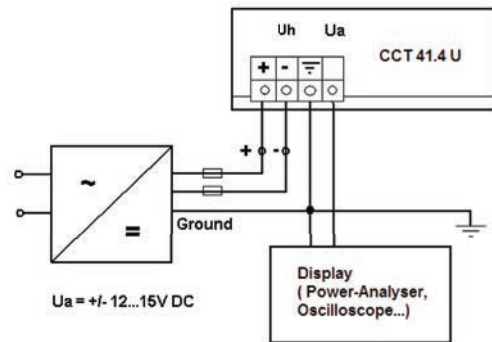 Uh Ua
CCT 41.4 U
+ -
+ -
~
=
Ground
Ua = +/- 12...15V DC
Display
( Power-Analyser,
Oscilloscope...)